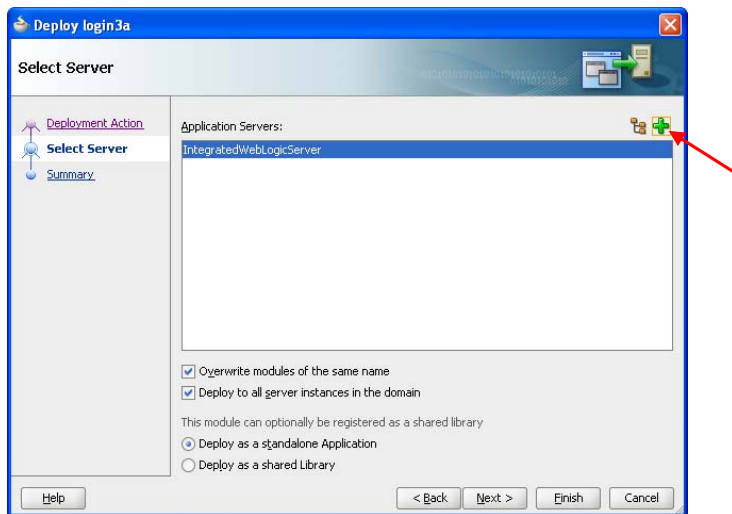 Deploy login3a
Select Server
Deployment Action
Select Server
Summary
Application Servers:
IntegratedWebLogicServer
Overwrite modules of the same name
Deploy to all server instances in the domain
This module can optionally be registered as a shared library
Deploy as a standalone Application
Deploy as a shared Library
Help
< Back
Next >
Finish
Cancel